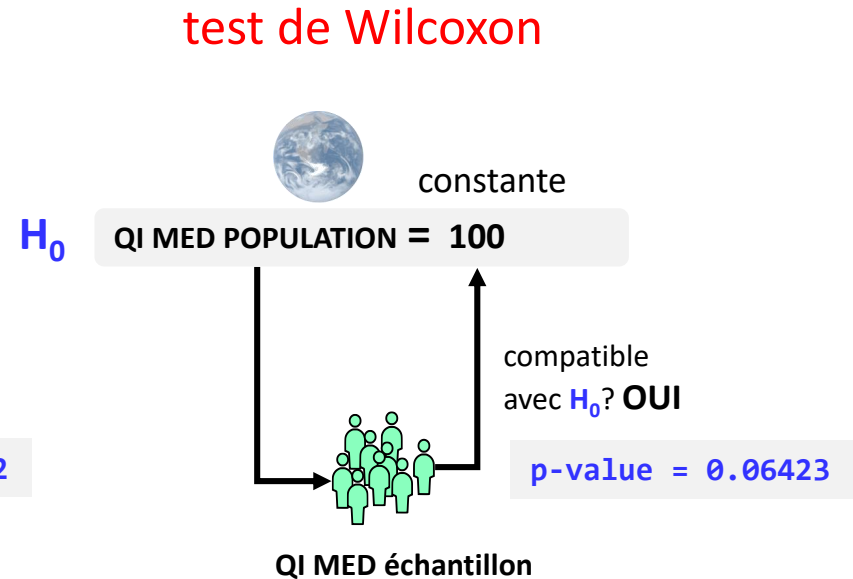 test de Wilcoxon
constante
H0 QI MED POPULATION = 100
compatible
avec H0? OUI
2
p-value = 0.06423
QI MED échantillon